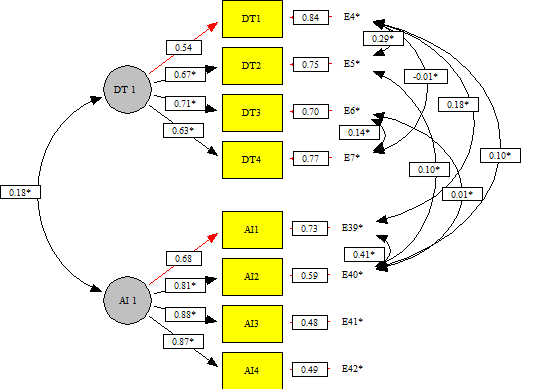 DT1 0.84 E4*
0.54 0.29*
DT 1 0.67* DT2 0.75 E5*
-0.01*
0.71* DT3 0.70 E6* 0.18*
0.63* 0.14*
DT4 0.77 E7* 0.10*
0.10*
0.18* 0.01*
AI1 0.73 E39*
0.68 0.41*
AI 1 0.81* AI2 0.59 E40*
0.88* AI3 0.48 E41*
0.87*
AI4 0.49 E42*